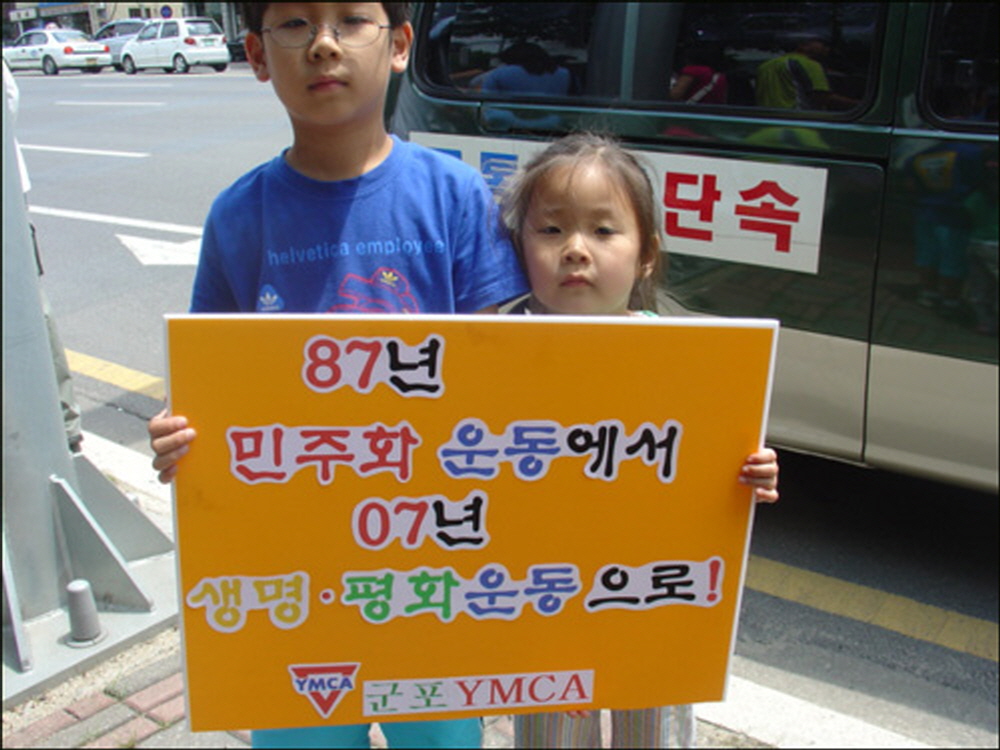 helvetica employee
단속
87년
민주화 운동에서
07년
생명·평화운동으로!
YMCA
군포 YMCA